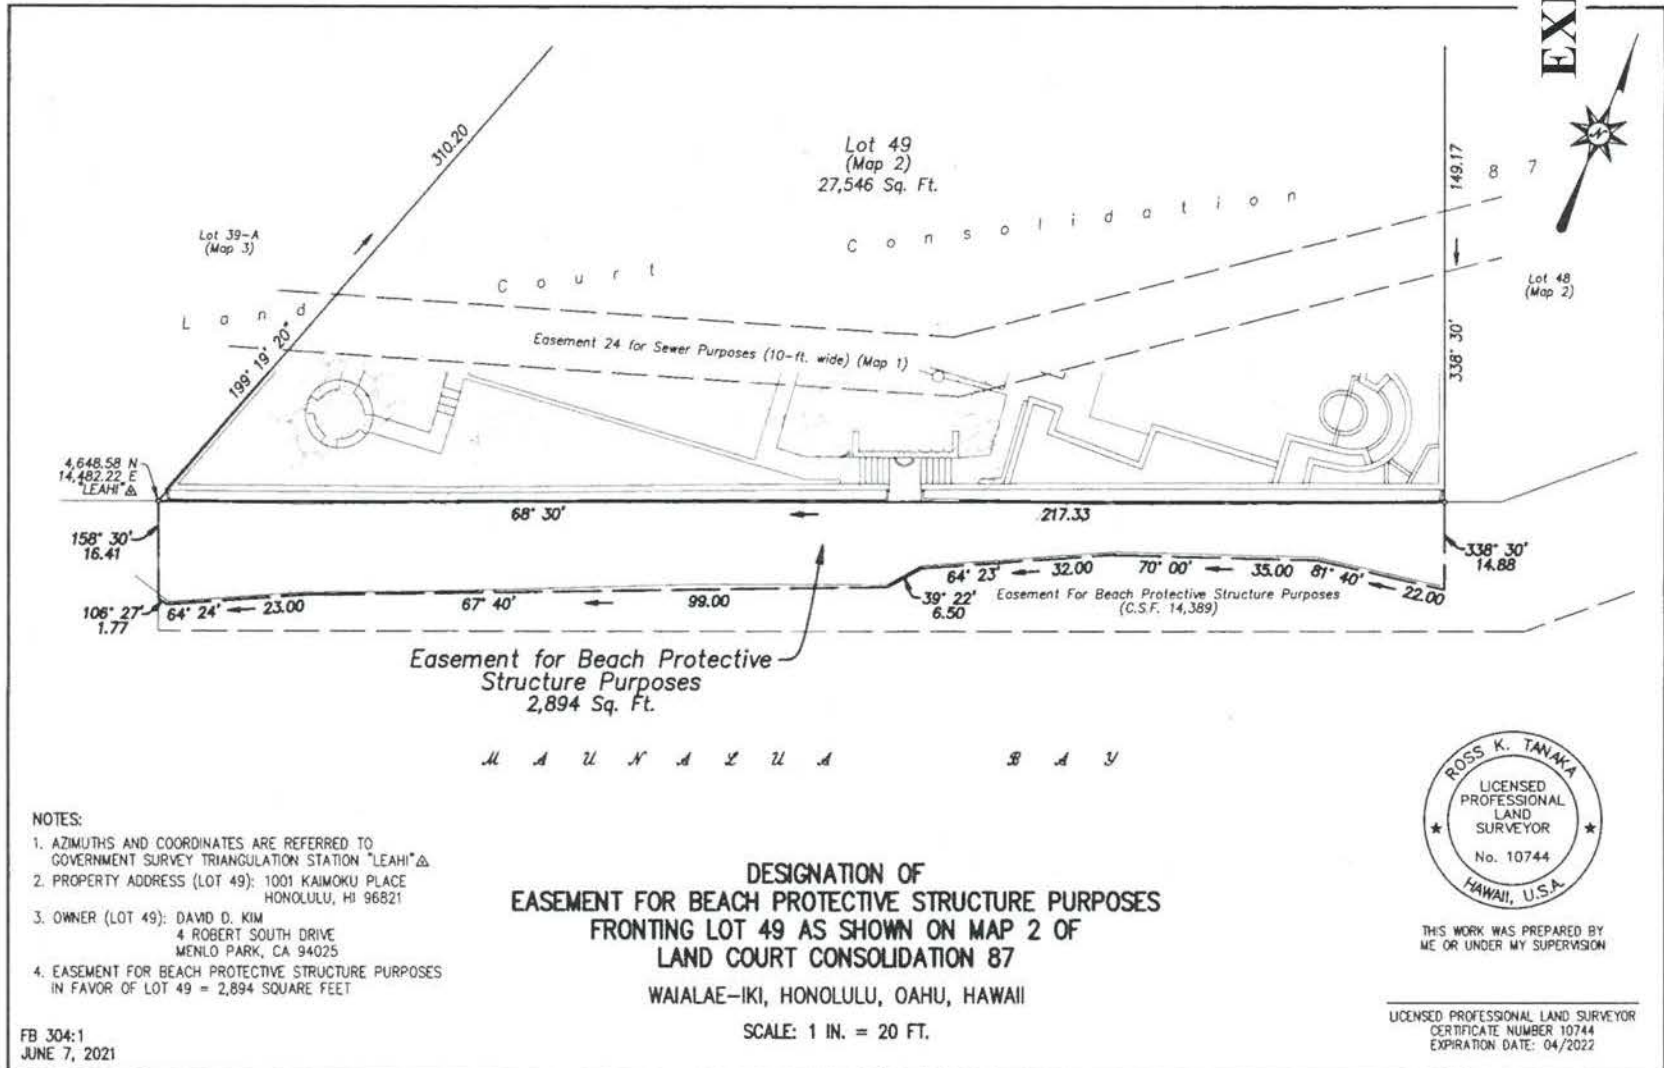 EX
310.20
Lot 49
(Map 2)
27,546 Sq. Ft.
149.17
8 7
Lot 39-A
(Map 3)
Land Court Consolidation
N
Lot 48
(Map 2)
199° 19' 20"
Easement 24 for Sewer Purposes (10-ft. wide) (Map 1)
338° 30'
4,648.58 N
14,482.22 E
"LEAHI"
68° 30'
217.33
158° 30'
16.41
338° 30'
14.88
64° 23' 32.00 70° 00' 35.00 81° 40' 22.00
39° 22'
6.50
Easement For Beach Protective Structure Purposes
(C.S.F. 14,389)
106° 27'
1.77
64° 24' 23.00 67° 40' 99.00
Easement for Beach Protective
Structure Purposes
2,894 Sq. Ft.
MAUNALUA BAY
NOTES:
1. AZIMUTHS AND COORDINATES ARE REFERRED TO
GOVERNMENT SURVEY TRIANGULATION STATION "LEAHI"
2. PROPERTY ADDRESS (LOT 49): 1001 KAIMOKU PLACE
HONOLULU, HI 96821
3. OWNER (LOT 49): DAVID D. KIM
4 ROBERT SOUTH DRIVE
MENLO PARK, CA 94025
4. EASEMENT FOR BEACH PROTECTIVE STRUCTURE PURPOSES
IN FAVOR OF LOT 49 = 2,894 SQUARE FEET
FB 304:1
JUNE 7, 2021
DESIGNATION OF
EASEMENT FOR BEACH PROTECTIVE STRUCTURE PURPOSES
FRONTING LOT 49 AS SHOWN ON MAP 2 OF
LAND COURT CONSOLIDATION 87
WAIALAE-IKI, HONOLULU, OAHU, HAWAII
SCALE: 1 IN. = 20 FT.
ROSS K. TANAKA
LICENSED
PROFESSIONAL
LAND
SURVEYOR
No. 10744
HAWAII, U.S.A.
THIS WORK WAS PREPARED BY
ME OR UNDER MY SUPERVISION
LICENSED PROFESSIONAL LAND SURVEYOR
CERTIFICATE NUMBER 10744
EXPIRATION DATE: 04/2022